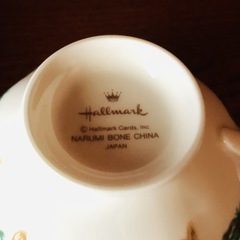 Hallmark
© Hallmark Cards, Inc
NARUMI BONE CHINA
JAPAN